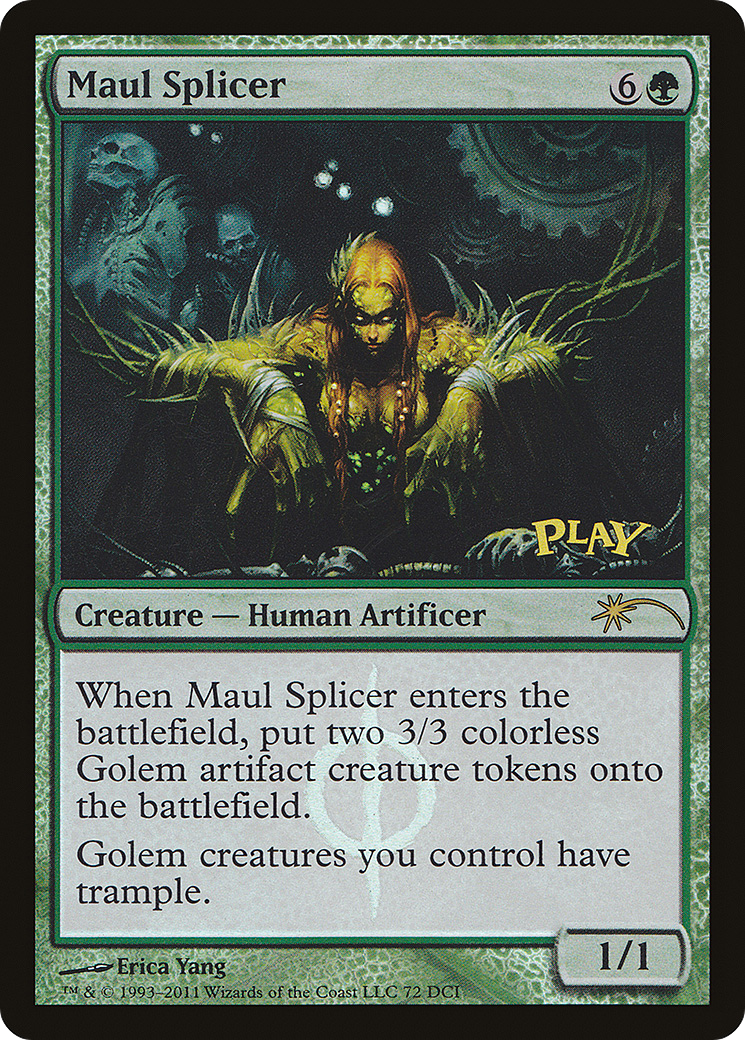 Maul Splicer 6
PLAY
Creature — Human Artificer
When Maul Splicer enters the
battlefield, put two 3/3 colorless
Golem artifact creature tokens onto
the battlefield.
Golem creatures you control have
trample.
1/1
Erica Yang
™ & © 1993–2011 Wizards of the Coast LLC 72 DCI